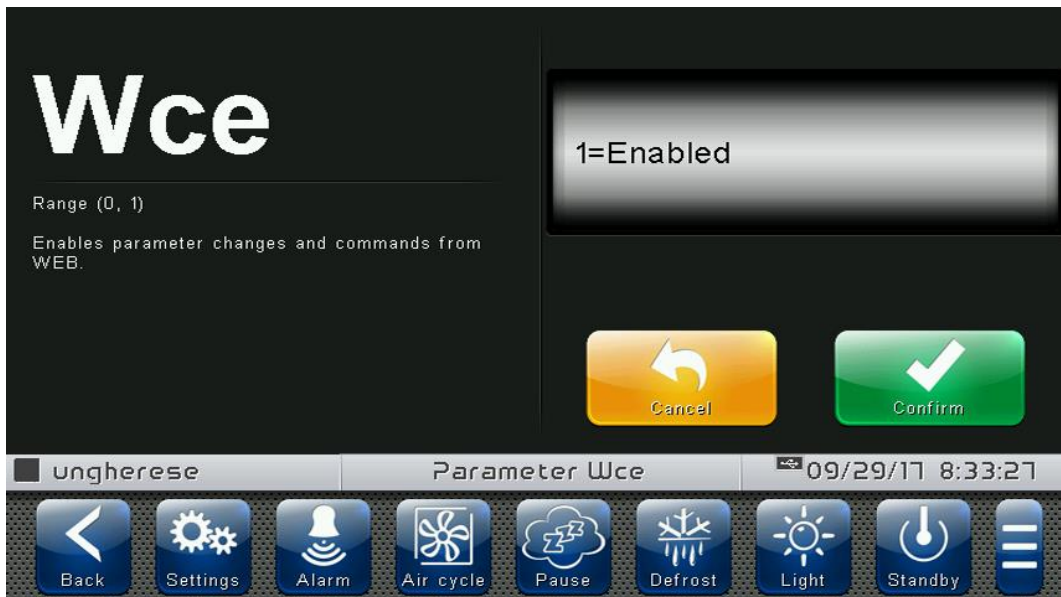 Wce
Range (0, 1)
Enables parameter changes and commands from
WEB.
1=Enabled
Cancel
Confirm
ungherese
Parameter Wce
09/29/17 8:33:27
Back
Settings
Alarm
Air cycle
Pause
Defrost
Light
Standby